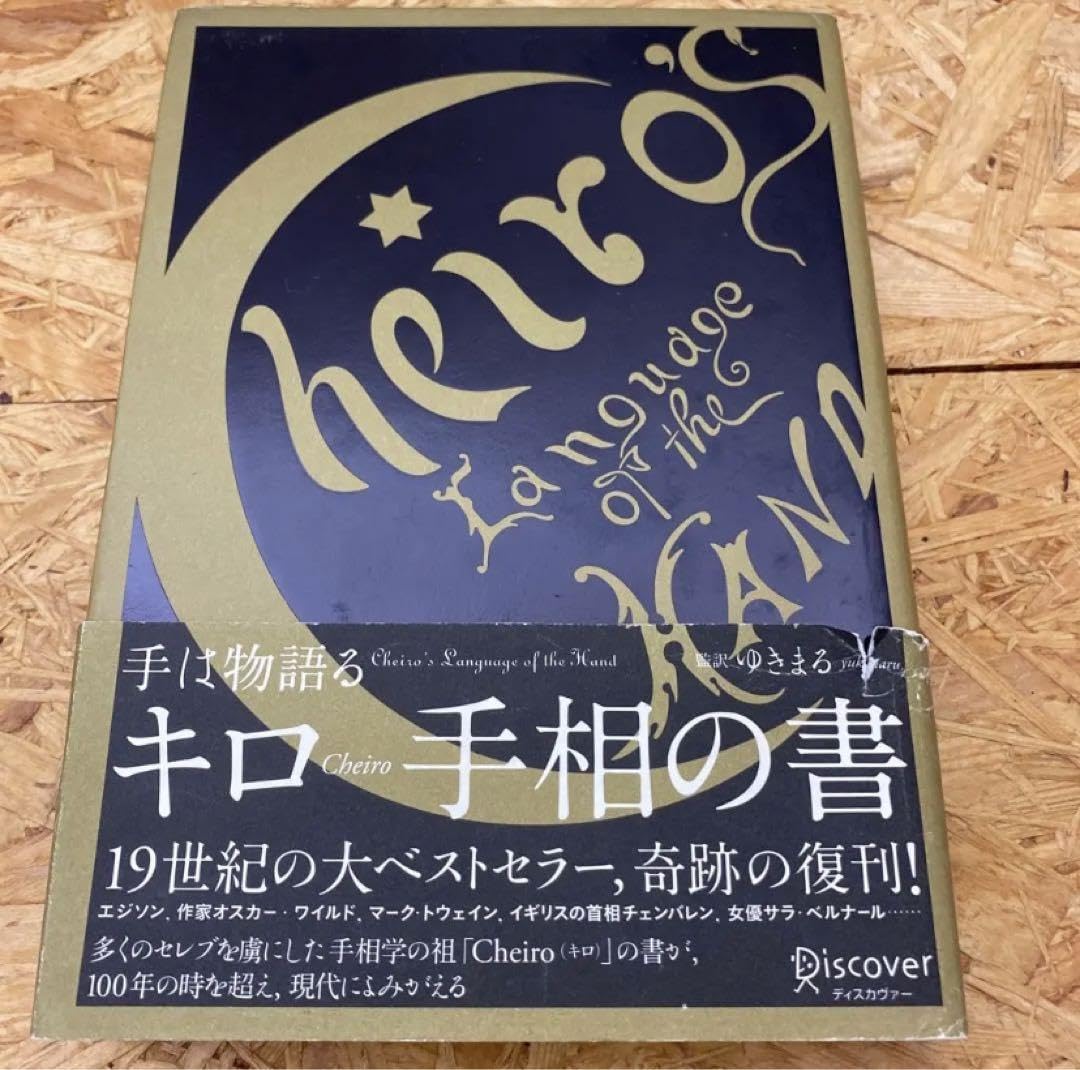 Cheiro's
Language
of the
HAND
手は物語る Cheiro's Language of the Hand 監訳 ゆきまる
キロ Cheiro 手相の書
19世紀の大ベストセラー,奇跡の復刊!
エジソン、作家オスカー・ワイルド、マーク・トウェイン、イギリスの首相チェンバレン、女優サラ・ベルナール……
多くのセレブを虜にした手相学の祖「Cheiro(キロ)」の書が,
100年の時を超え,現代によみがえる
Discover
ディスカヴァー